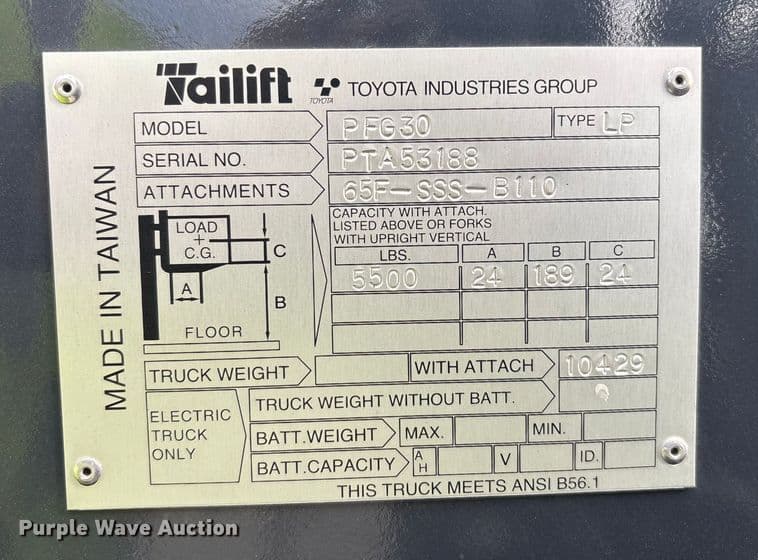 Tailift TOYOTA TOYOTA INDUSTRIES GROUP
MODEL PFG30 TYPE LP
SERIAL NO. PTA53188
ATTACHMENTS 65F-SSS-B110
MADE IN TAIWAN
LOAD
+
C.G.
A
C
B
FLOOR
CAPACITY WITH ATTACH.
LISTED ABOVE OR FORKS
WITH UPRIGHT VERTICAL
LBS. A B C
5500 24 189 24
TRUCK WEIGHT WITH ATTACH 10429
ELECTRIC
TRUCK
ONLY
TRUCK WEIGHT WITHOUT BATT.
BATT.WEIGHT MAX. MIN.
BATT.CAPACITY AH V ID.
THIS TRUCK MEETS ANSI B56.1
Purple Wave Auction